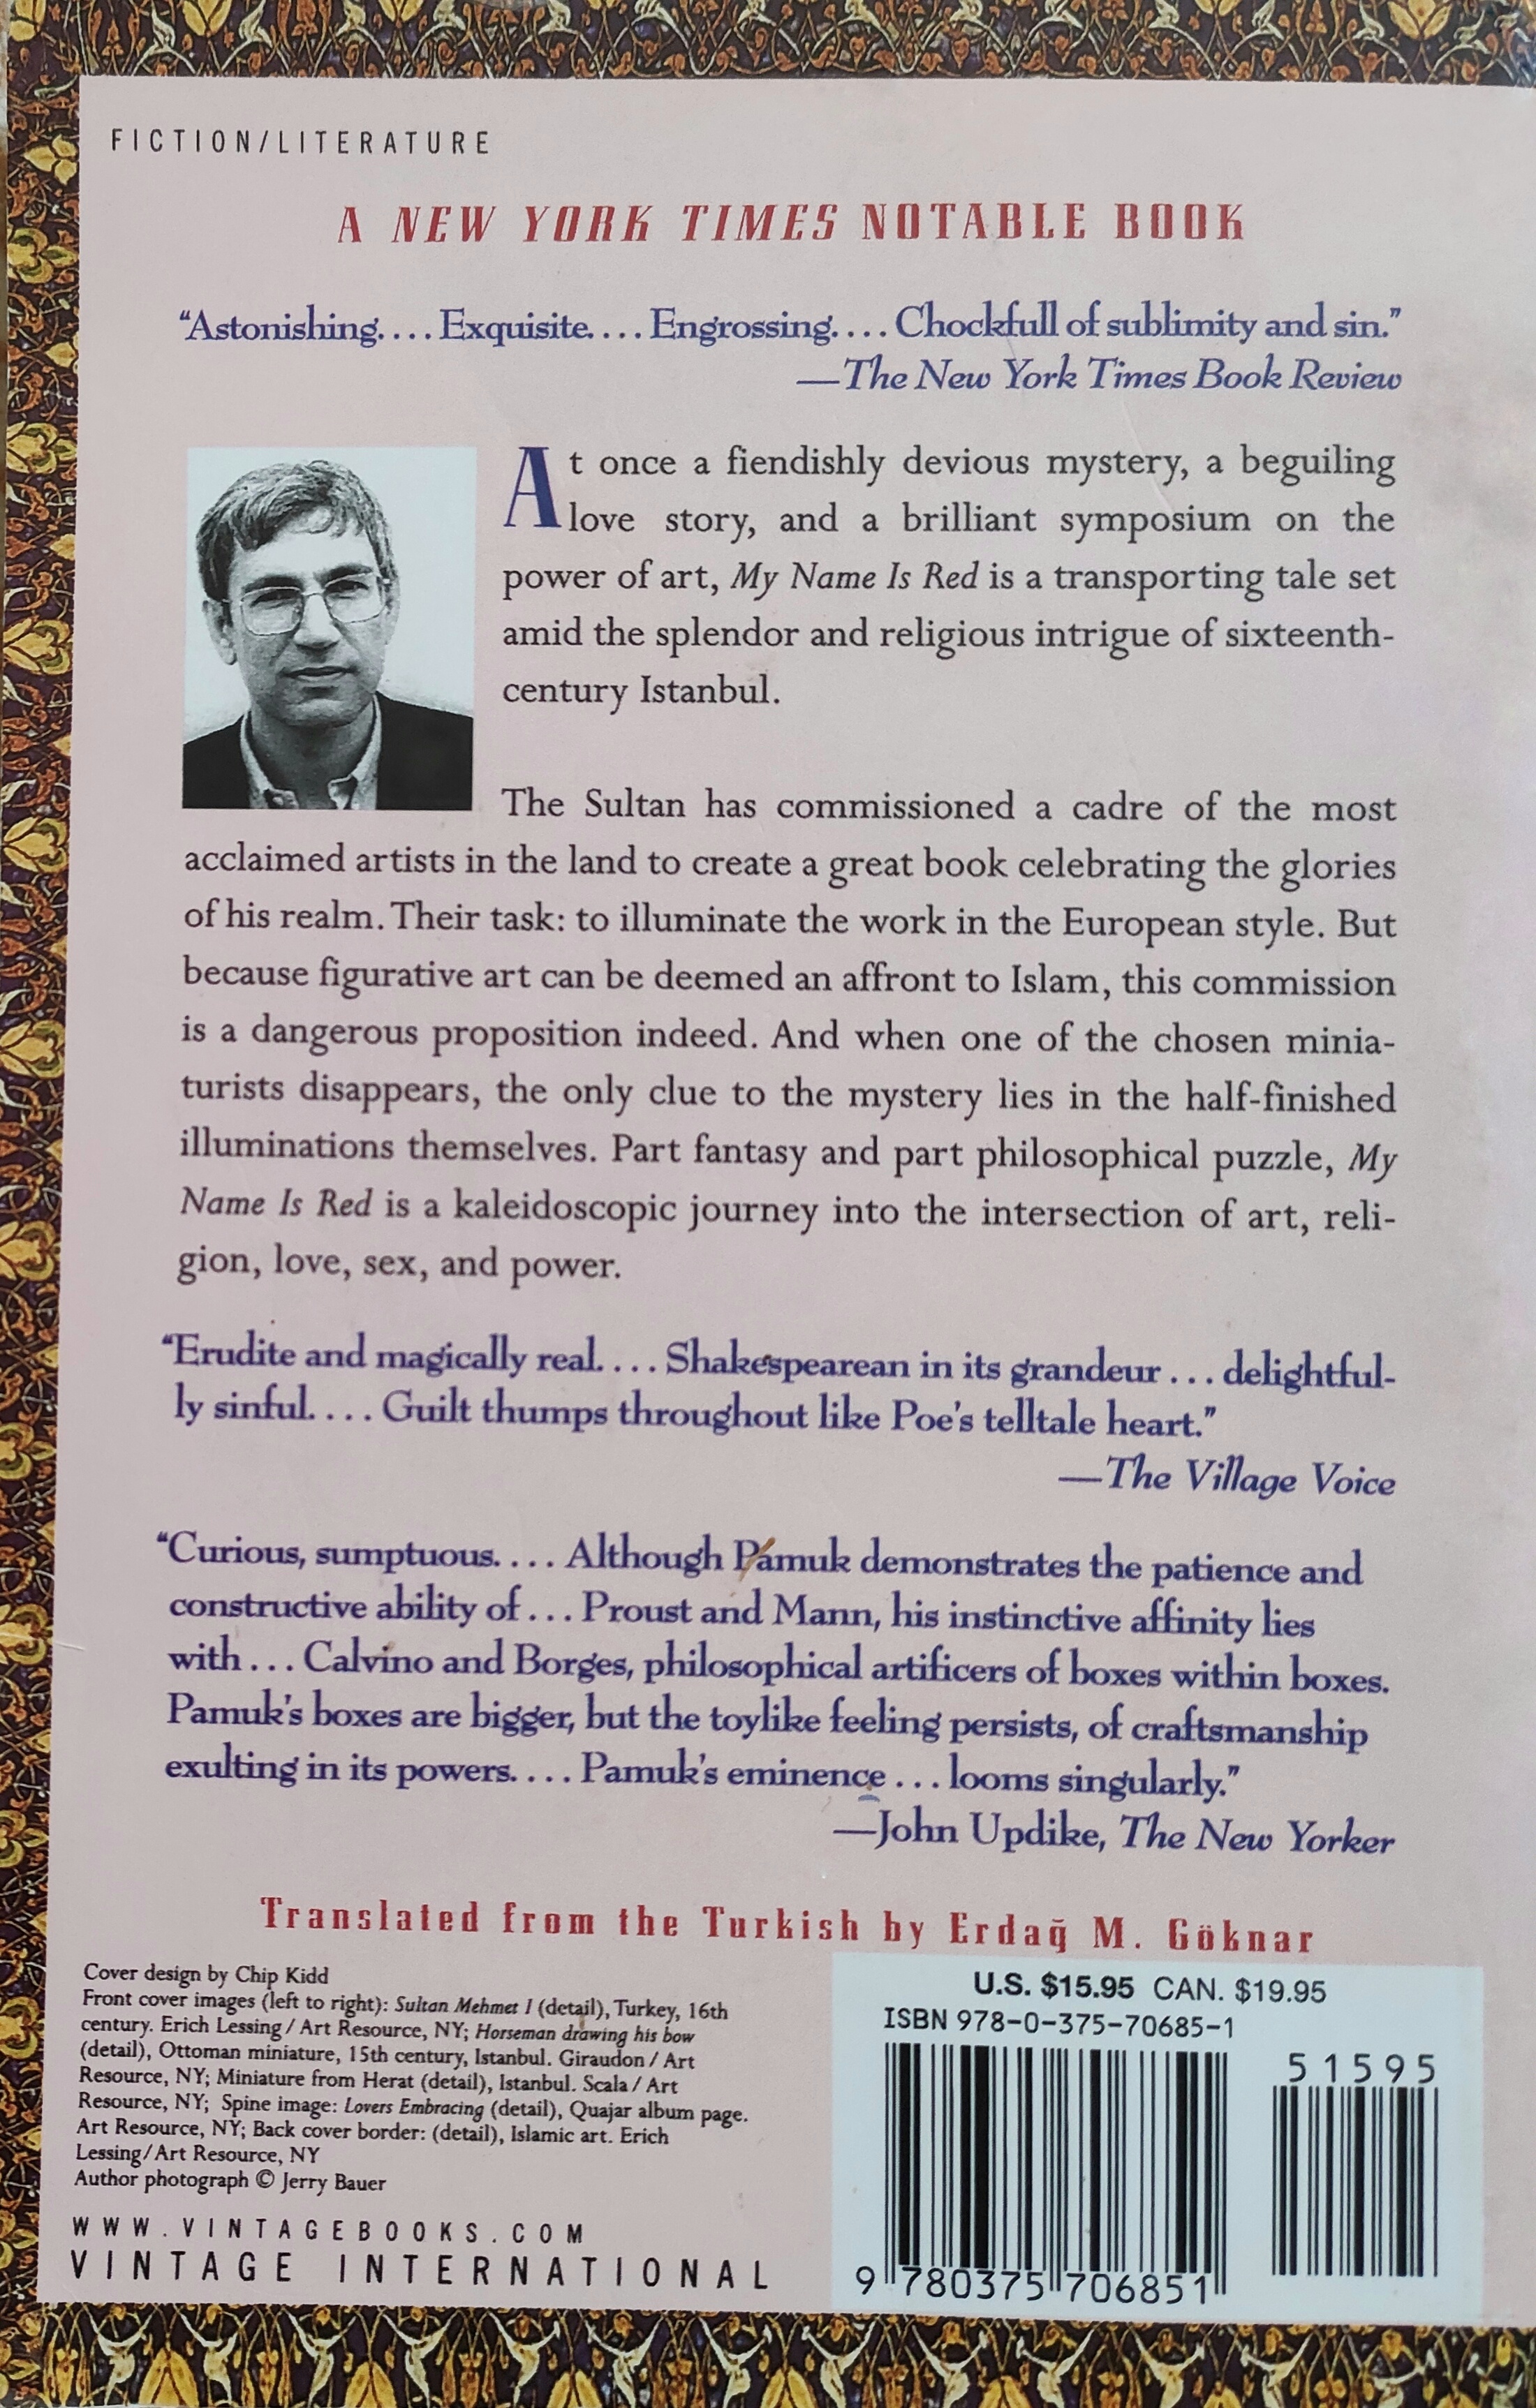 FICTION/LITERATURE
A NEW YORK TIMES NOTABLE BOOK
“Astonishing. . . . Exquisite. . . . Engrossing. . . . Chockfull of sublimity and sin.”
—The New York Times Book Review
At once a fiendishly devious mystery, a beguiling
love story, and a brilliant symposium on the
power of art, My Name Is Red is a transporting tale set
amid the splendor and religious intrigue of sixteenth-
century Istanbul.
The Sultan has commissioned a cadre of the most
acclaimed artists in the land to create a great book celebrating the glories
of his realm. Their task: to illuminate the work in the European style. But
because figurative art can be deemed an affront to Islam, this commission
is a dangerous proposition indeed. And when one of the chosen minia-
turists disappears, the only clue to the mystery lies in the half-finished
illuminations themselves. Part fantasy and part philosophical puzzle, My
Name Is Red is a kaleidoscopic journey into the intersection of art, reli-
gion, love, sex, and power.
“Erudite and magically real. . . . Shakespearean in its grandeur . . . delightful-
ly sinful. . . . Guilt thumps throughout like Poe’s telltale heart.”
—The Village Voice
“Curious, sumptuous. . . . Although Pamuk demonstrates the patience and
constructive ability of . . . Proust and Mann, his instinctive affinity lies
with . . . Calvino and Borges, philosophical artificers of boxes within boxes.
Pamuk’s boxes are bigger, but the toylike feeling persists, of craftsmanship
exulting in its powers. . . . Pamuk’s eminence . . . looms singularly.”
—John Updike, The New Yorker
Translated from the Turkish by Erdağ M. Göknar
Cover design by Chip Kidd
Front cover images (left to right): Sultan Mehmet I (detail), Turkey, 16th
century. Erich Lessing / Art Resource, NY; Horseman drawing his bow
(detail), Ottoman miniature, 15th century, Istanbul. Giraudon / Art
Resource, NY; Miniature from Herat (detail), Istanbul. Scala / Art
Resource, NY; Spine image: Lovers Embracing (detail), Quajar album page.
Art Resource, NY; Back cover border: (detail), Islamic art. Erich
Lessing/Art Resource, NY
Author photograph © Jerry Bauer
WWW.VINTAGEBOOKS.COM
VINTAGE INTERNATIONAL
U.S. $15.95 CAN. $19.95
ISBN 978-0-375-70685-1
51595
9 780375 706851